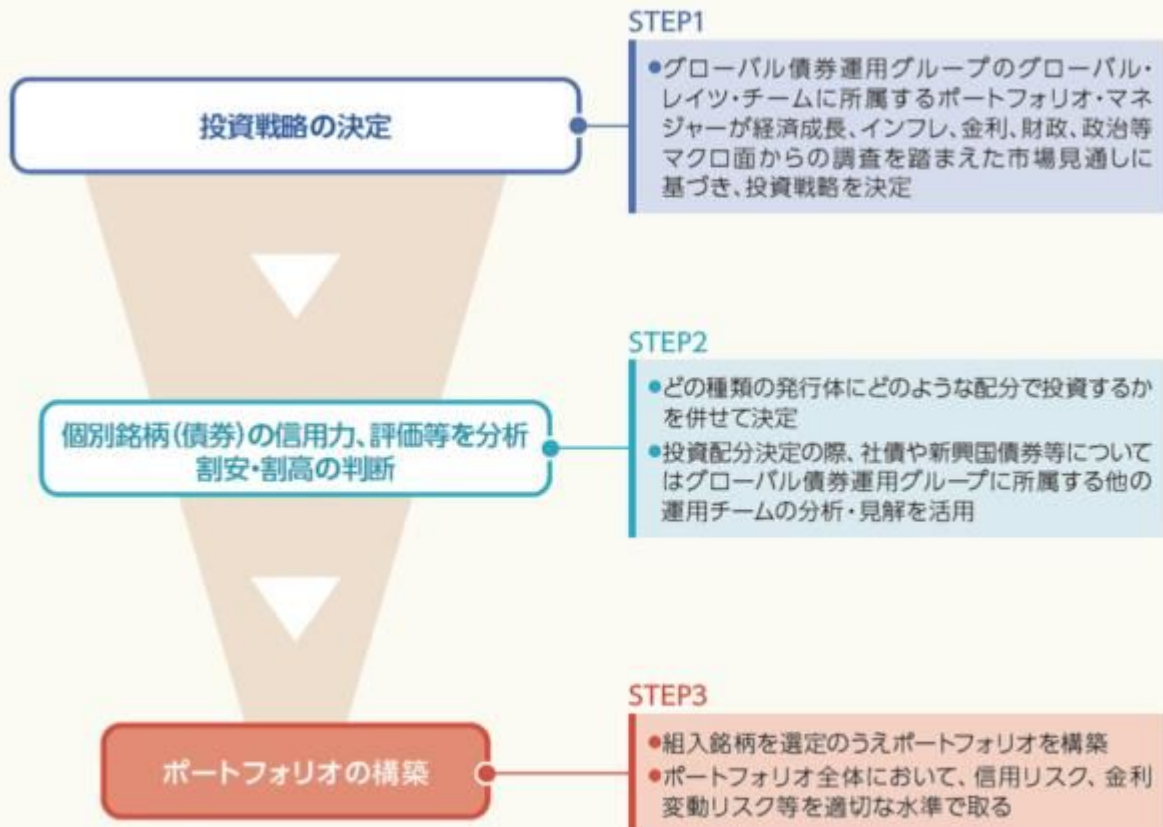 投資戦略の決定
STEP1
●グローバル債券運用グループのグローバル・
レイツ・チームに所属するポートフォリオ・マネ
ジャーが経済成長、インフレ、金利、財政、政治等
マクロ面からの調査を踏まえた市場見通しに
基づき、投資戦略を決定
個別銘柄(債券)の信用力、評価等を分析
割安・割高の判断
STEP2
●どの種類の発行体にどのような配分で投資するか
を併せて決定
●投資配分決定の際、社債や新興国債券等について
はグローバル債券運用グループに所属する他の
運用チームの分析・見解を活用
ポートフォリオの構築
STEP3
●組入銘柄を選定のうえポートフォリオを構築
●ポートフォリオ全体において、信用リスク、金利
変動リスク等を適切な水準で取る